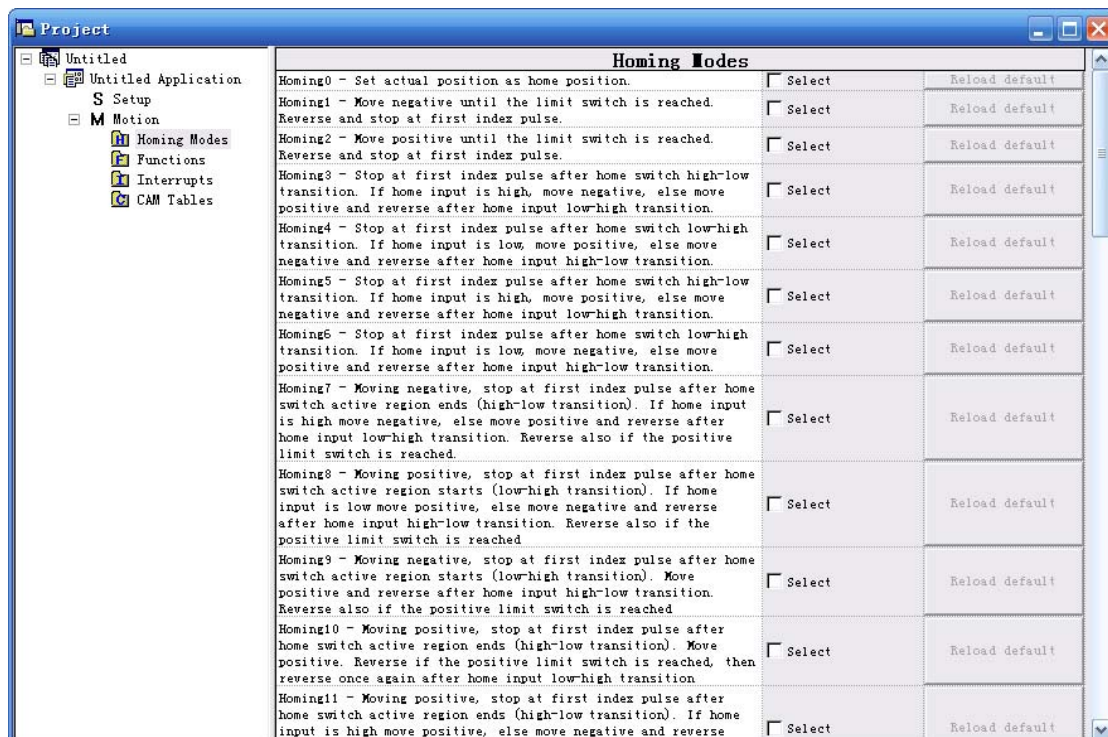 Project
Untitled
Untitled Application
S Setup
M Motion
H Homing Modes
F Functions
I Interrupts
C CAM Tables
Homing Modes
Homing0 - Set actual position as home position.
Select
Reload default
Homing1 - Move negative until the limit switch is reached.
Reverse and stop at first index pulse.
Select
Reload default
Homing2 - Move positive until the limit switch is reached.
Reverse and stop at first index pulse.
Select
Reload default
Homing3 - Stop at first index pulse after home switch high-low
transition. If home input is high, move negative, else move
positive and reverse after home input low-high transition.
Select
Reload default
Homing4 - Stop at first index pulse after home switch low-high
transition. If home input is low, move positive, else move
negative and reverse after home input high-low transition.
Select
Reload default
Homing5 - Stop at first index pulse after home switch high-low
transition. If home input is high, move positive, else move
negative and reverse after home input low-high transition.
Select
Reload default
Homing6 - Stop at first index pulse after home switch low-high
transition. If home input is low, move negative, else move
positive and reverse after home input high-low transition.
Select
Reload default
Homing7 - Moving negative, stop at first index pulse after home
switch active region ends (high-low transition). If home input
is high move negative, else move positive and reverse after
home input low-high transition. Reverse also if the positive
limit switch is reached.
Select
Reload default
Homing8 - Moving positive, stop at first index pulse after home
switch active region starts (low-high transition). If home
input is low move positive, else move negative and reverse
after home input high-low transition. Reverse also if the
positive limit switch is reached
Select
Reload default
Homing9 - Moving negative, stop at first index pulse after home
switch active region starts (low-high transition). Move
positive and reverse after home input high-low transition.
Reverse also if the positive limit switch is reached
Select
Reload default
Homing10 - Moving positive, stop at first index pulse after
home switch active region ends (high-low transition). Move
positive. Reverse if the positive limit switch is reached, then
reverse once again after home input low-high transition
Select
Reload default
Homing11 - Moving positive, stop at first index pulse after
home switch active region ends (high-low transition). If home
input is high move positive, else move negative and reverse
Select
Reload default